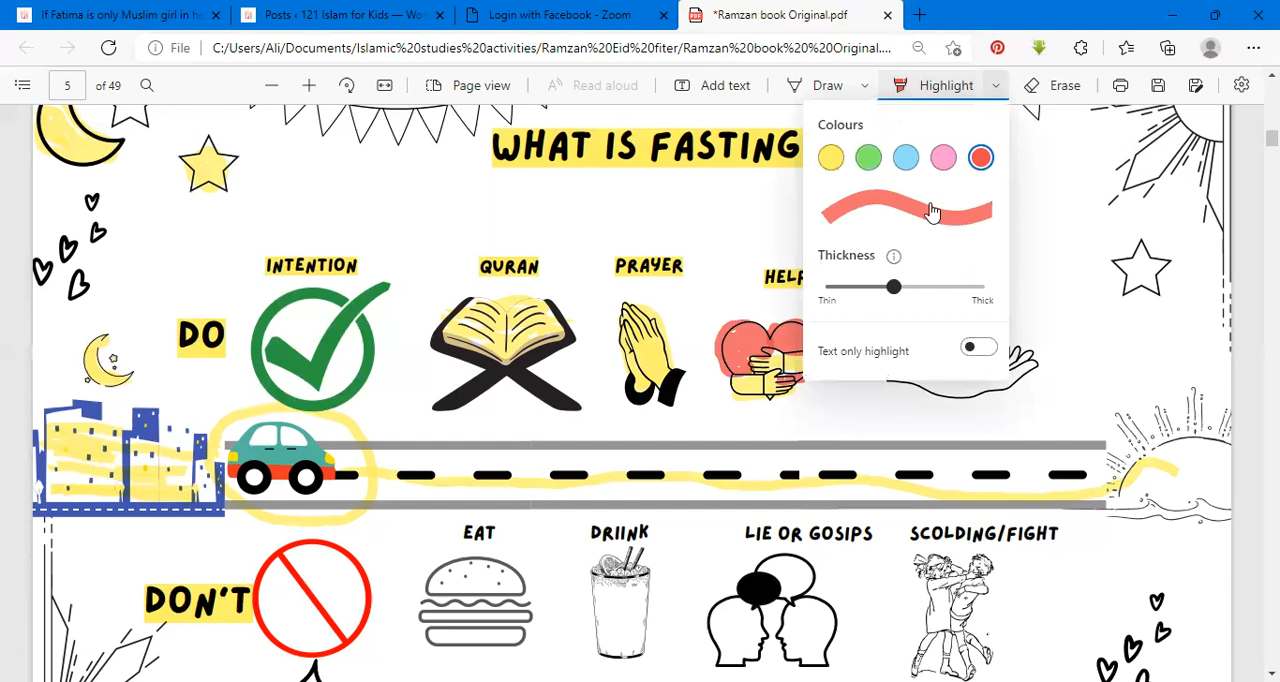 If Fatima is only Muslim girl in her
Posts ‹ 121 Islam for Kids — Wo
Login with Facebook - Zoom
*Ramzan book Original.pdf
File
C:/Users/Ali/Documents/Islamic%20studies%20activities/Ramzan%20Eid%20fiter/Ramzan%20book%20%20Original....
5 of 49
Page view
Read aloud
Add text
Draw
Highlight
Erase
Colours
Thickness
Thin
Thick
Text only highlight
WHAT IS FASTING
INTENTION
QURAN
PRAYER
HELP
DO
EAT
DRIINK
LIE OR GOSIPS
SCOLDING/FIGHT
DON'T